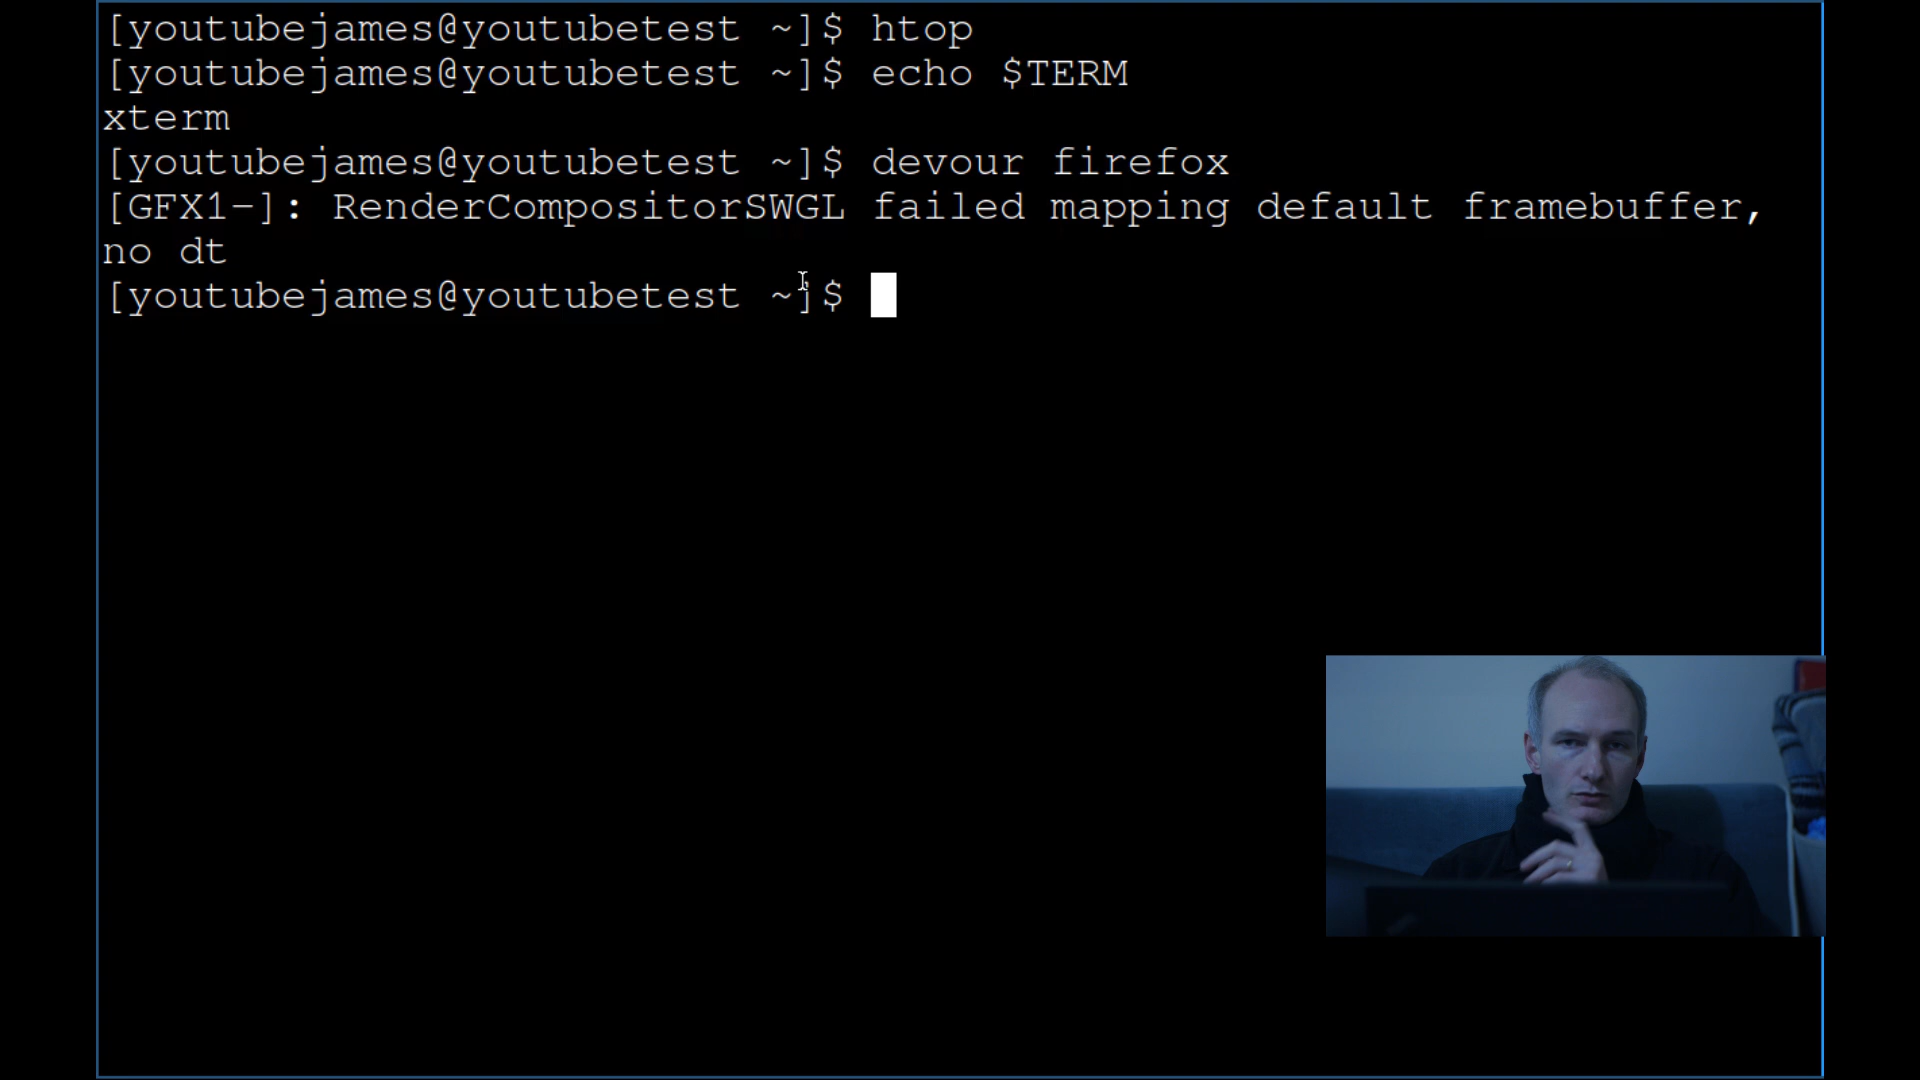 [youtubejames@youtubetest ~]$ htop
[youtubejames@youtubetest ~]$ echo $TERM
xterm
[youtubejames@youtubetest ~]$ devour firefox
[GFX1-]: RenderCompositorSWGL failed mapping default framebuffer,
no dt
[youtubejames@youtubetest ~]$